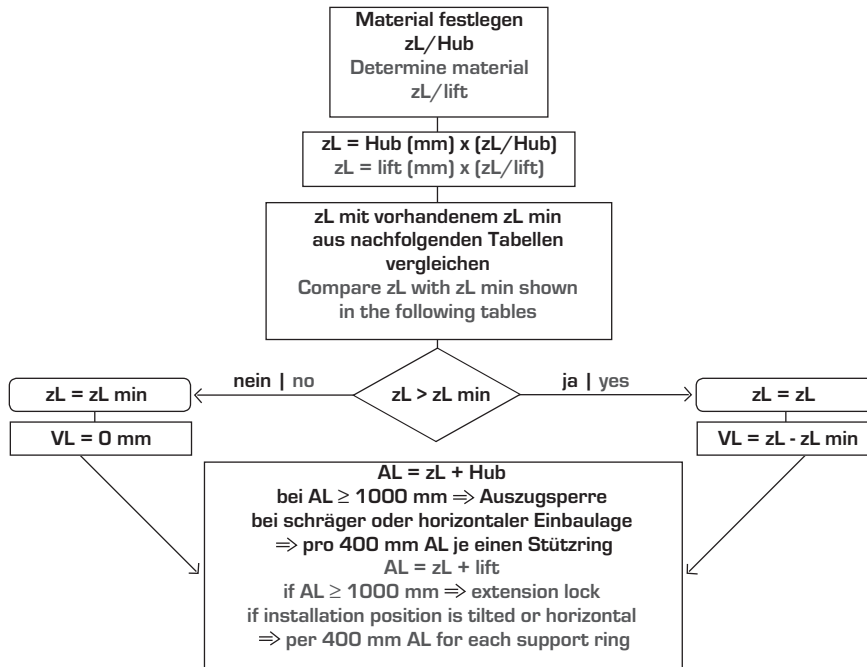 Material festlegen
zL/Hub
Determine material
zL/lift
zL = Hub (mm) x (zL/Hub)
zL = lift (mm) x (zL/lift)
zL mit vorhandenem zL min
aus nachfolgenden Tabellen
vergleichen
Compare zL with zL min shown
in the following tables
nein | no
zL > zL min
ja | yes
zL = zL min
zL = zL
VL = 0 mm
VL = zL - zL min
AL = zL + Hub
bei AL ≥ 1000 mm ⇒ Auszugsperre
bei schräger oder horizontaler Einbaulage
⇒ pro 400 mm AL je einen Stützring
AL = zL + lift
if AL ≥ 1000 mm ⇒ extension lock
if installation position is tilted or horizontal
⇒ per 400 mm AL for each support ring